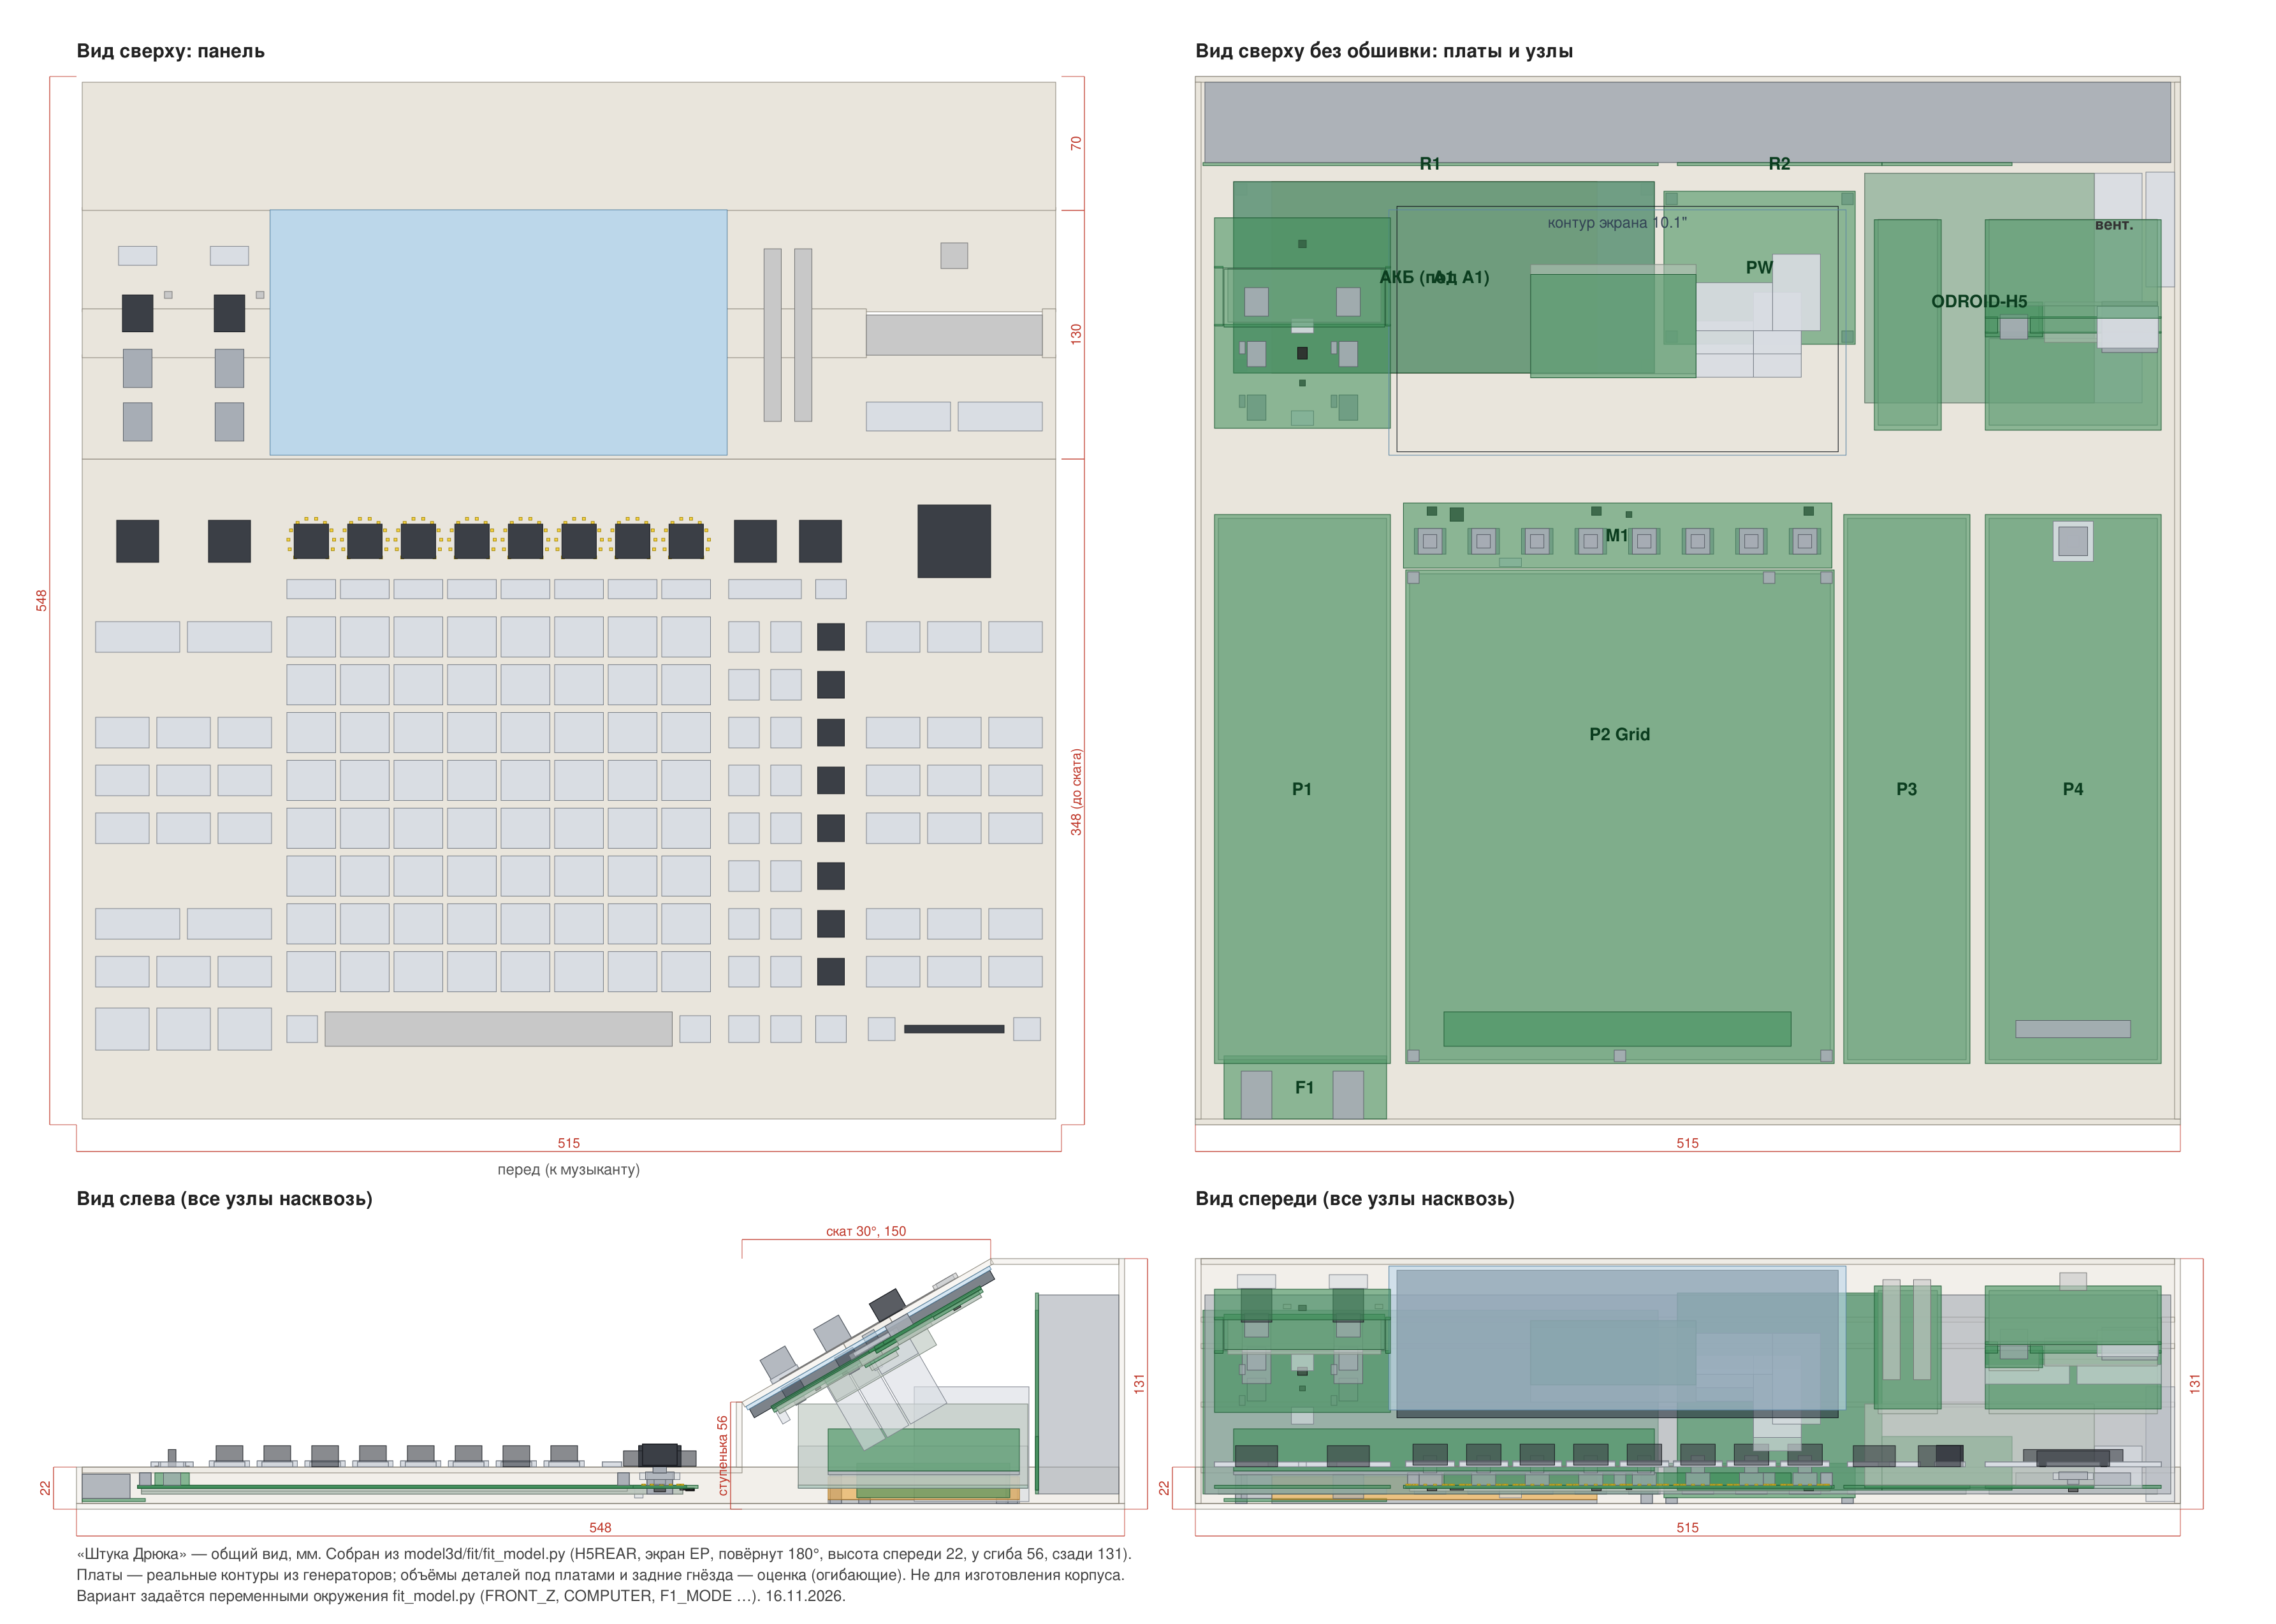 Вид сверху: панель
Вид сверху без обшивки: платы и узлы
70
130
548
348 (до ската)
515
перед (к музыканту)
R1
R2
контур экрана 10.1"
вент.
PW
АКБ (под A1)
A1
ODROID-H5
M1
P2 Grid
P1
P3
P4
F1
515
Вид слева (все узлы насквозь)
Вид спереди (все узлы насквозь)
скат 30°, 150
131
ступенька 56
22
548
131
22
515
«Штука Дрюка» — общий вид, мм. Собран из model3d/fit/fit_model.py (H5REAR, экран EP, повёрнут 180°, высота спереди 22, у сгиба 56, сзади 131).
Платы — реальные контуры из генераторов; объёмы деталей под платами и задние гнёзда — оценка (огибающие). Не для изготовления корпуса.
Вариант задаётся переменными окружения fit_model.py (FRONT_Z, COMPUTER, F1_MODE ...). 16.11.2026.